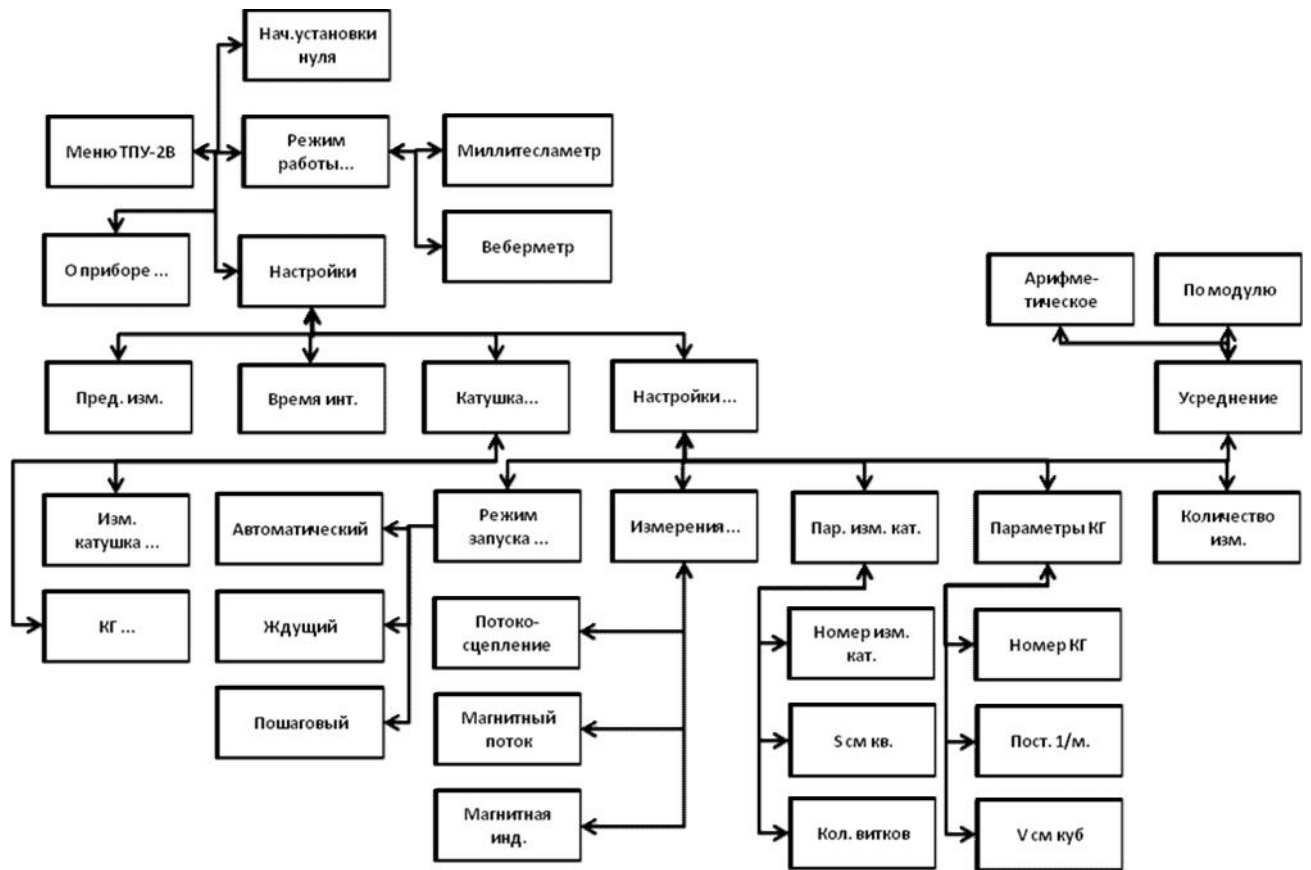 Нач.установки
нуля
Меню ТПУ-2В
Режим
работы...
Миллитесламетр
Веберметр
О приборе ...
Настройки
Арифме-
тическое
По модулю
Пред. изм.
Время инт.
Катушка...
Настройки ...
Усреднение
Изм.
катушка ...
Автоматический
Режим
запуска ...
Измерения ...
Пар. изм. кат.
Параметры КГ
Количество
изм.
КГ ...
Ждущий
Потоко-
сцепление
Номер изм.
кат.
Номер КГ
Пошаговый
Магнитный
поток
S см кв.
Пост. 1/м.
Магнитная
инд.
Кол. витков
V см куб